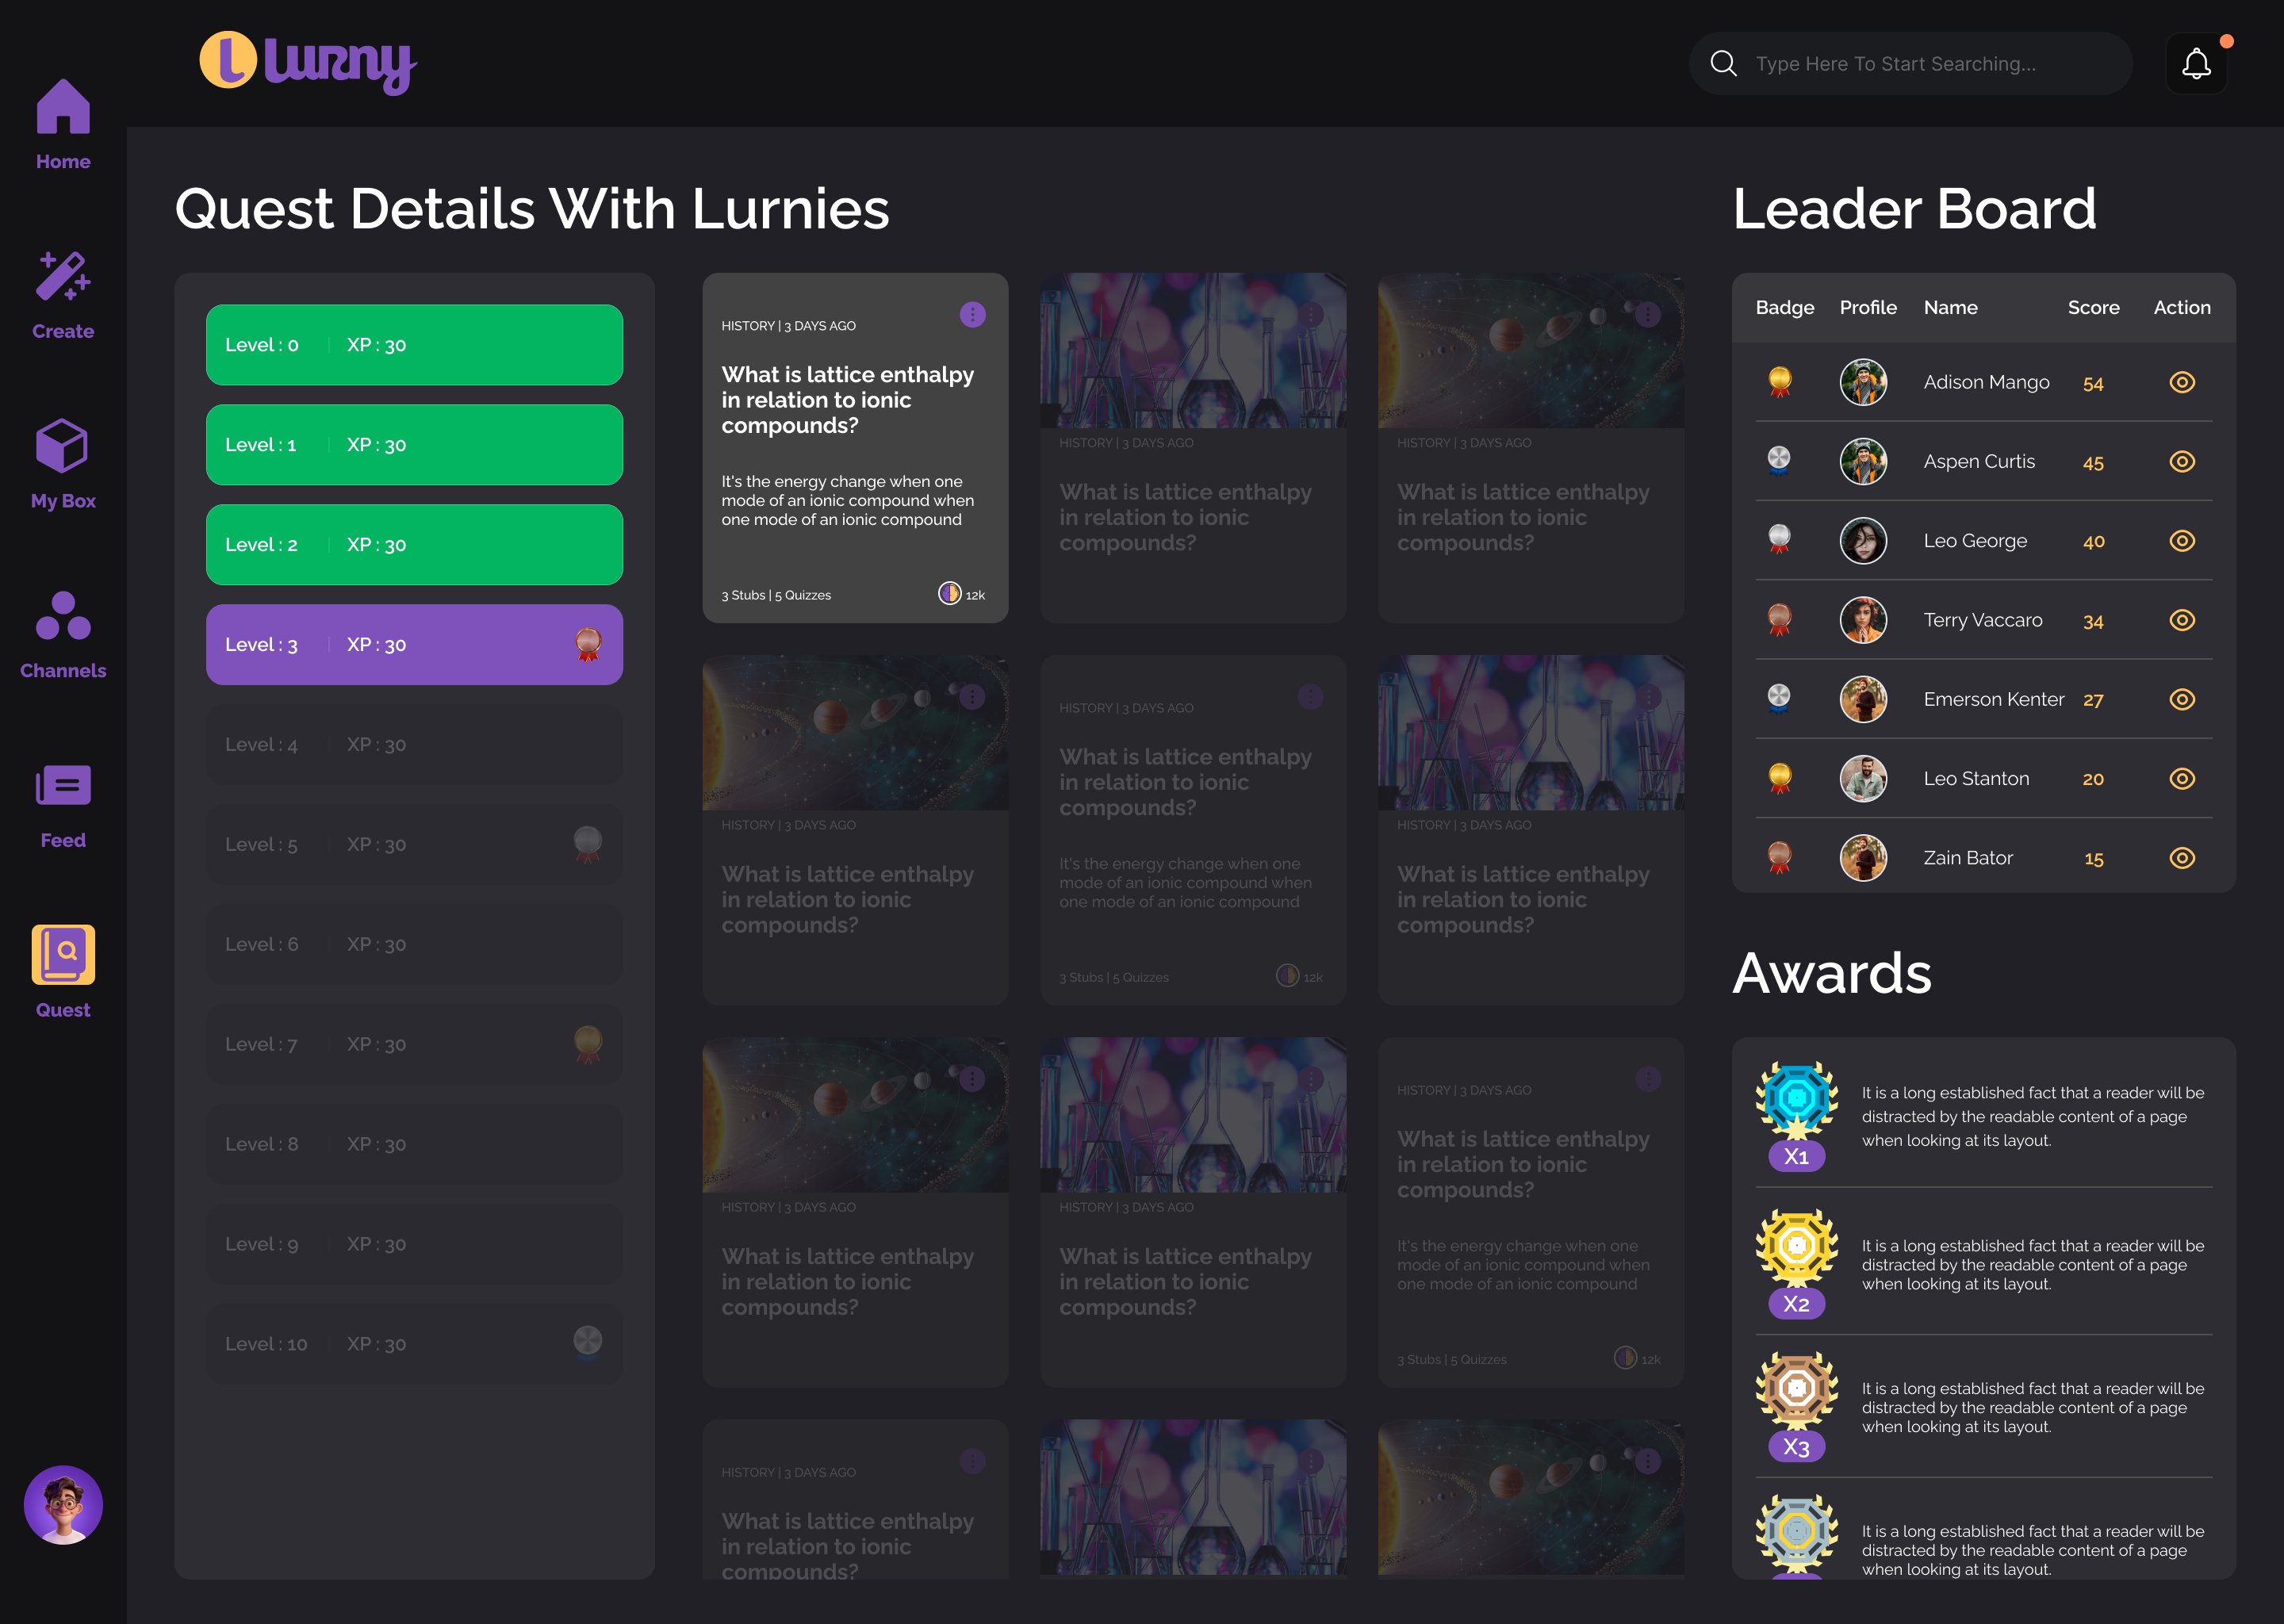 Lurny
Type Here To Start Searching...
Home
Create
My Box
Channels
Feed
Quest
Quest Details With Lurnies
Level : 0 | XP : 30
Level : 1 | XP : 30
Level : 2 | XP : 30
Level : 3 | XP : 30
Level : 4 | XP : 30
Level : 5 | XP : 30
Level : 6 | XP : 30
Level : 7 | XP : 30
Level : 8 | XP : 30
Level : 9 | XP : 30
Level : 10 | XP : 30
HISTORY | 3 DAYS AGO
What is lattice enthalpy
in relation to ionic
compounds?
It's the energy change when one
mode of an ionic compound when
one mode of an ionic compound
3 Stubs | 5 Quizzes
12k
HISTORY | 3 DAYS AGO
What is lattice enthalpy
in relation to ionic
compounds?
HISTORY | 3 DAYS AGO
What is lattice enthalpy
in relation to ionic
compounds?
HISTORY | 3 DAYS AGO
What is lattice enthalpy
in relation to ionic
compounds?
HISTORY | 3 DAYS AGO
What is lattice enthalpy
in relation to ionic
compounds?
It's the energy change when one
mode of an ionic compound when
one mode of an ionic compound
3 Stubs | 5 Quizzes
12k
HISTORY | 3 DAYS AGO
What is lattice enthalpy
in relation to ionic
compounds?
HISTORY | 3 DAYS AGO
What is lattice enthalpy
in relation to ionic
compounds?
HISTORY | 3 DAYS AGO
What is lattice enthalpy
in relation to ionic
compounds?
HISTORY | 3 DAYS AGO
What is lattice enthalpy
in relation to ionic
compounds?
It's the energy change when one
mode of an ionic compound when
one mode of an ionic compound
3 Stubs | 5 Quizzes
12k
HISTORY | 3 DAYS AGO
What is lattice enthalpy
in relation to ionic
compounds?
Leader Board
Badge Profile Name Score Action
Adison Mango 54
Aspen Curtis 45
Leo George 40
Terry Vaccaro 34
Emerson Kenter 27
Leo Stanton 20
Zain Bator 15
Awards
It is a long established fact that a reader will be
distracted by the readable content of a page
when looking at its layout.
X1
It is a long established fact that a reader will be
distracted by the readable content of a page
when looking at its layout.
X2
It is a long established fact that a reader will be
distracted by the readable content of a page
when looking at its layout.
X3
It is a long established fact that a reader will be
distracted by the readable content of a page
when looking at its layout.